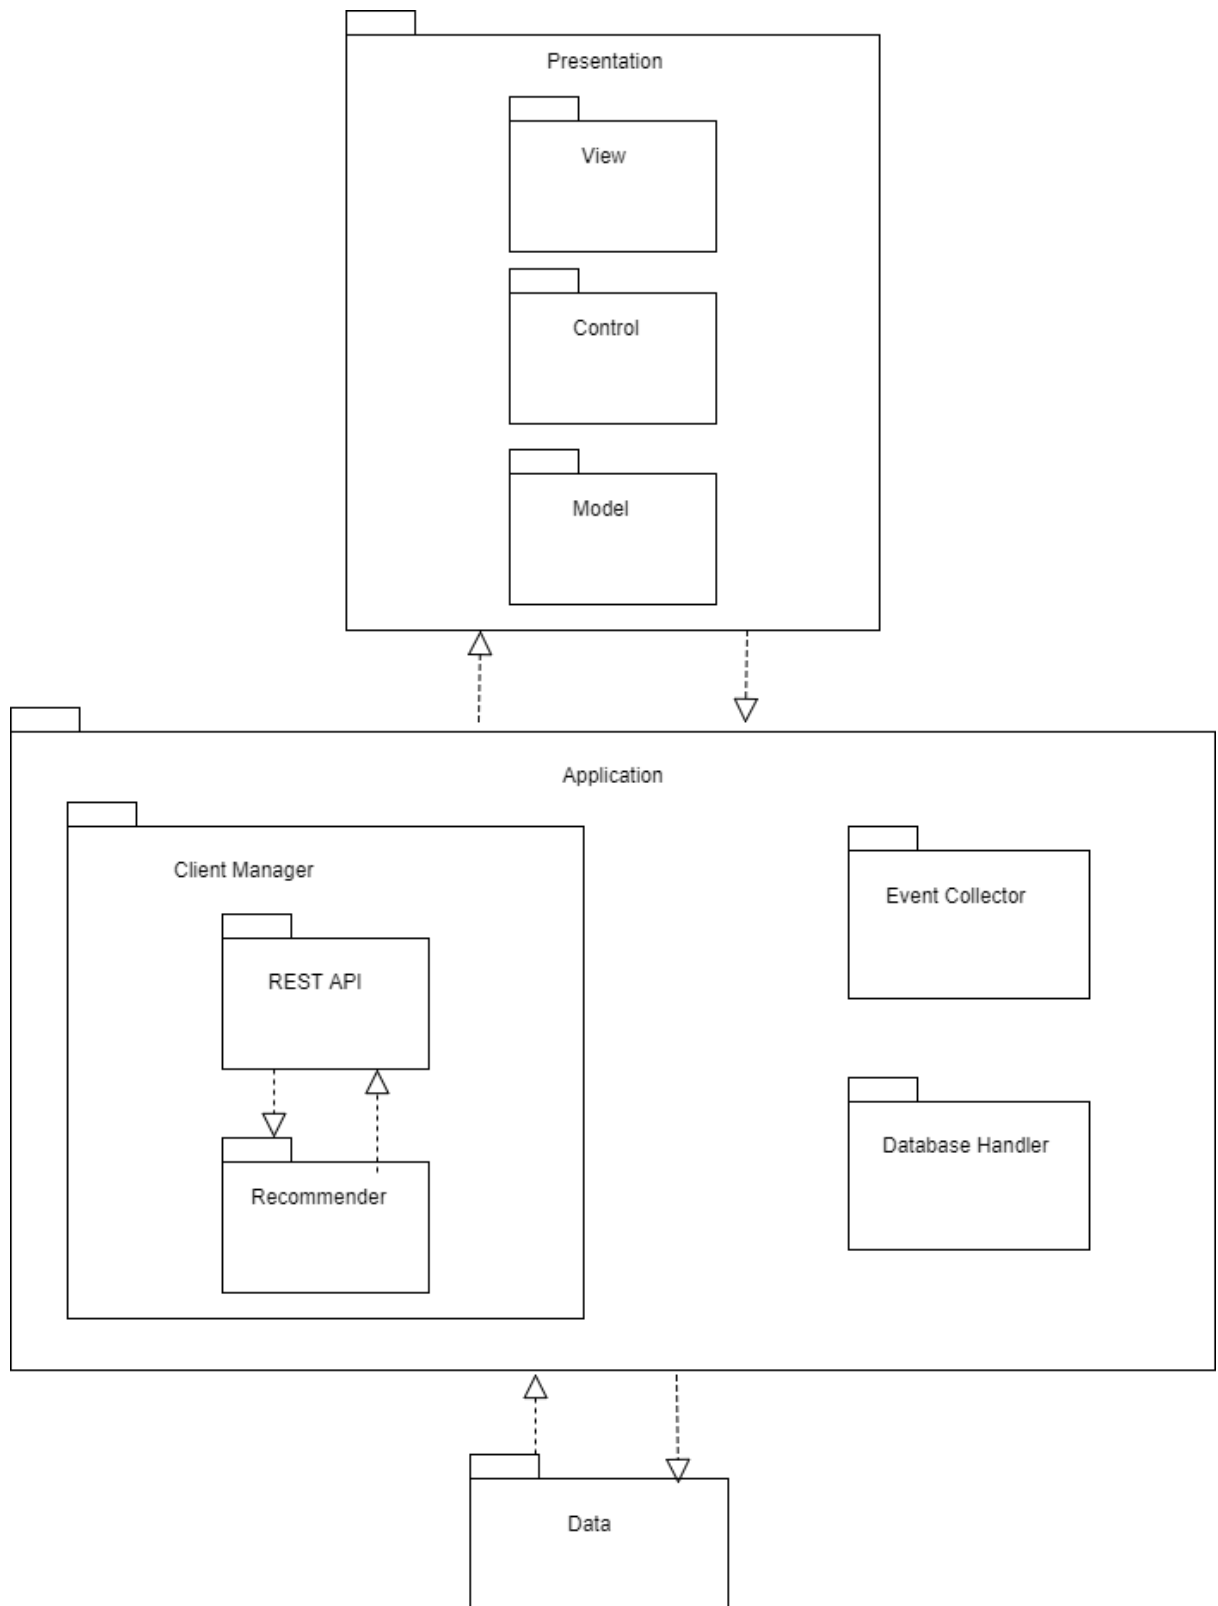 Presentation
View
Control
Model
Application
Client Manager
Event Collector
REST API
Database Handler
Recommender
Data